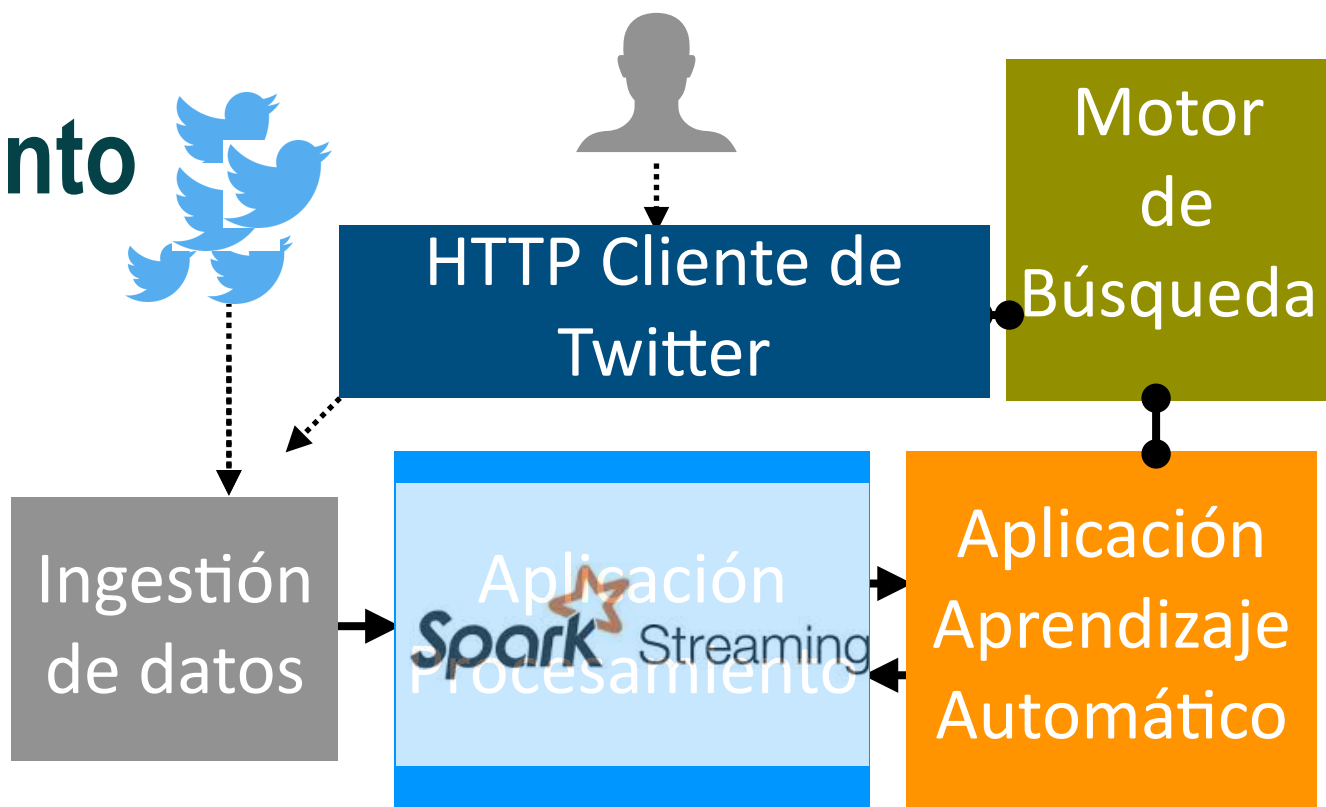 nto
HTTP Cliente de
Twitter
Motor
de
Búsqueda
Ingestión
de datos
Aplicación
Procesamiento
Spark Streaming
Aplicación
Aprendizaje
Automático